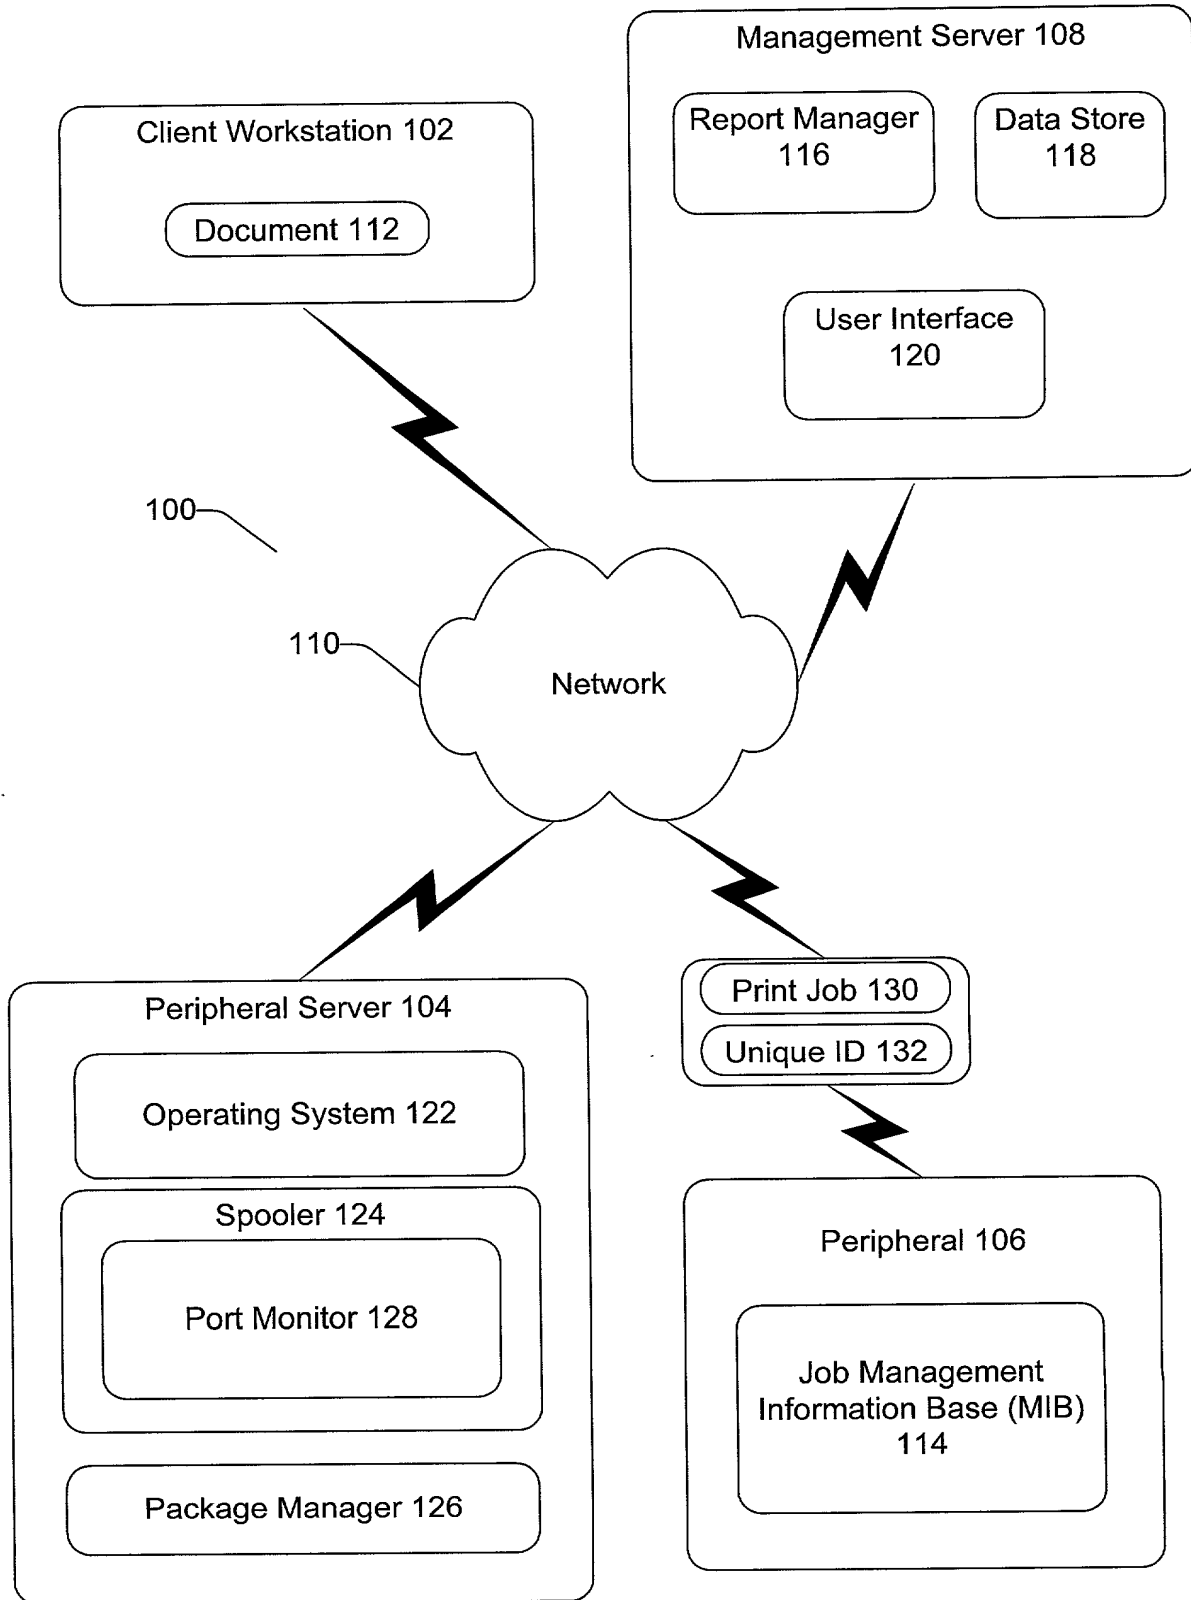 Management Server 108
Report Manager
116
Data Store
118
User Interface
120
Client Workstation 102
Document 112
100
110
Network
Peripheral Server 104
Operating System 122
Spooler 124
Port Monitor 128
Package Manager 126
Print Job 130
Unique ID 132
Peripheral 106
Job Management
Information Base (MIB)
114